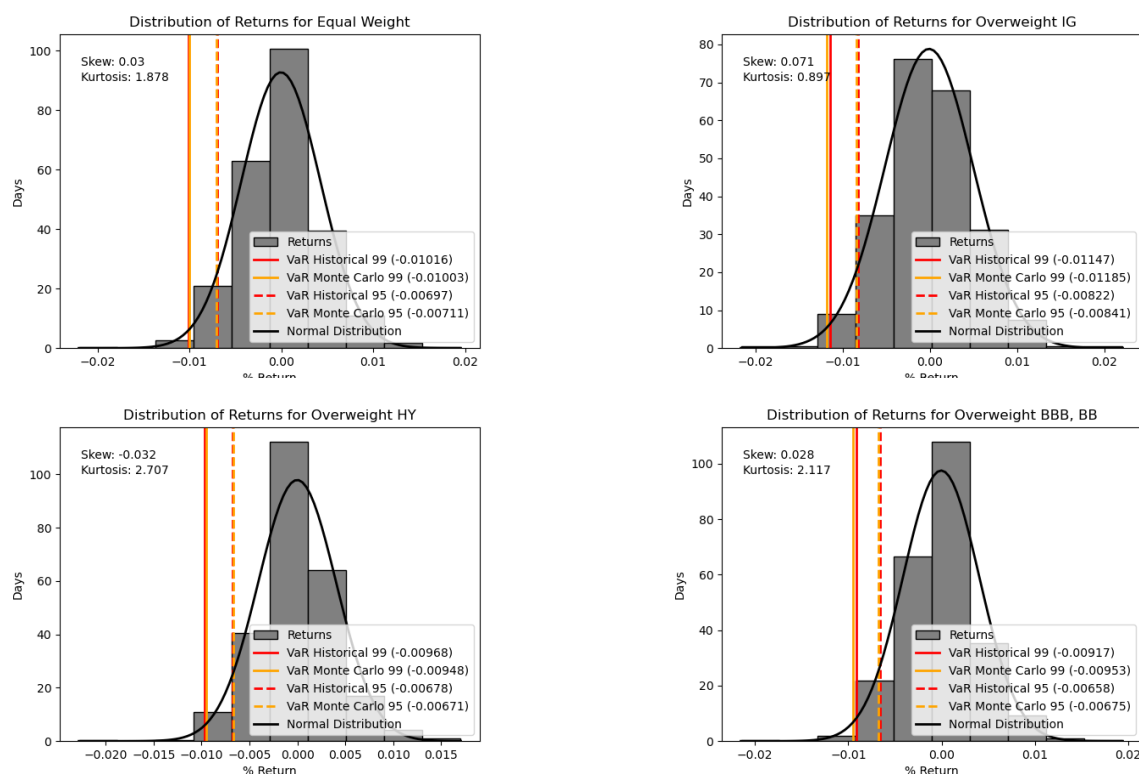 Distribution of Returns for Equal Weight
Skew: 0.03
Kurtosis: 1.878
100
80
60
40
20
0
Days
Returns
VaR Historical 99 (-0.01016)
VaR Monte Carlo 99 (-0.01003)
VaR Historical 95 (-0.00697)
VaR Monte Carlo 95 (-0.00711)
Normal Distribution
−0.02 −0.01 0.00 0.01 0.02
% Return
Distribution of Returns for Overweight IG
Skew: 0.071
Kurtosis: 0.897
80
70
60
50
40
30
20
10
0
Days
Returns
VaR Historical 99 (-0.01147)
VaR Monte Carlo 99 (-0.01185)
VaR Historical 95 (-0.00822)
VaR Monte Carlo 95 (-0.00841)
Normal Distribution
−0.02 −0.01 0.00 0.01 0.02
% Return
Distribution of Returns for Overweight HY
Skew: -0.032
Kurtosis: 2.707
100
80
60
40
20
0
Days
Returns
VaR Historical 99 (-0.00968)
VaR Monte Carlo 99 (-0.00948)
VaR Historical 95 (-0.00678)
VaR Monte Carlo 95 (-0.00671)
Normal Distribution
−0.020 −0.015 −0.010 −0.005 0.000 0.005 0.010 0.015
% Return
Distribution of Returns for Overweight BBB, BB
Skew: 0.028
Kurtosis: 2.117
100
80
60
40
20
0
Days
Returns
VaR Historical 99 (-0.00917)
VaR Monte Carlo 99 (-0.00953)
VaR Historical 95 (-0.00658)
VaR Monte Carlo 95 (-0.00675)
Normal Distribution
−0.02 −0.01 0.00 0.01 0.02
% Return